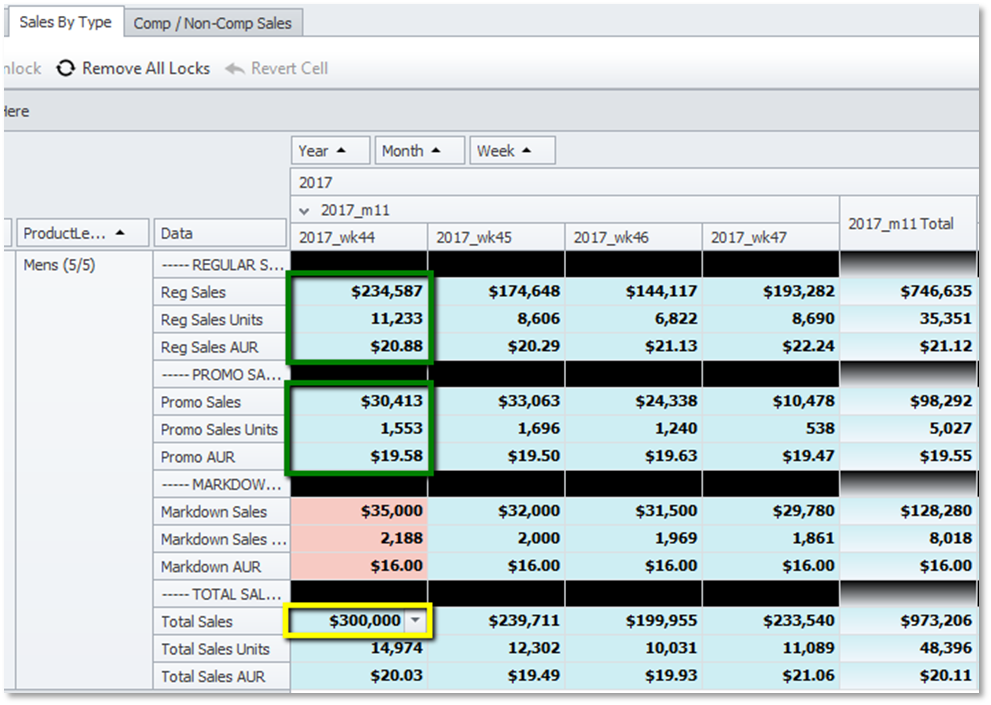 Sales By Type Comp / Non-Comp Sales
nlock Remove All Locks Revert Cell
Here
Year Month Week
2017
2017_m11 2017_m11 Total
ProductLe... Data 2017_wk44 2017_wk45 2017_wk46 2017_wk47
Mens (5/5) ----- REGULAR S...
Reg Sales $234,587 $174,648 $144,117 $193,282 $746,635
Reg Sales Units 11,233 8,606 6,822 8,690 35,351
Reg Sales AUR $20.88 $20.29 $21.13 $22.24 $21.12
----- PROMO SA...
Promo Sales $30,413 $33,063 $24,338 $10,478 $98,292
Promo Sales Units 1,553 1,696 1,240 538 5,027
Promo AUR $19.58 $19.50 $19.63 $19.47 $19.55
----- MARKDOW...
Markdown Sales $35,000 $32,000 $31,500 $29,780 $128,280
Markdown Sales ... 2,188 2,000 1,969 1,861 8,018
Markdown AUR $16.00 $16.00 $16.00 $16.00 $16.00
----- TOTAL SAL...
Total Sales $300,000 $239,711 $199,955 $233,540 $973,206
Total Sales Units 14,974 12,302 10,031 11,089 48,396
Total Sales AUR $20.03 $19.49 $19.93 $21.06 $20.11